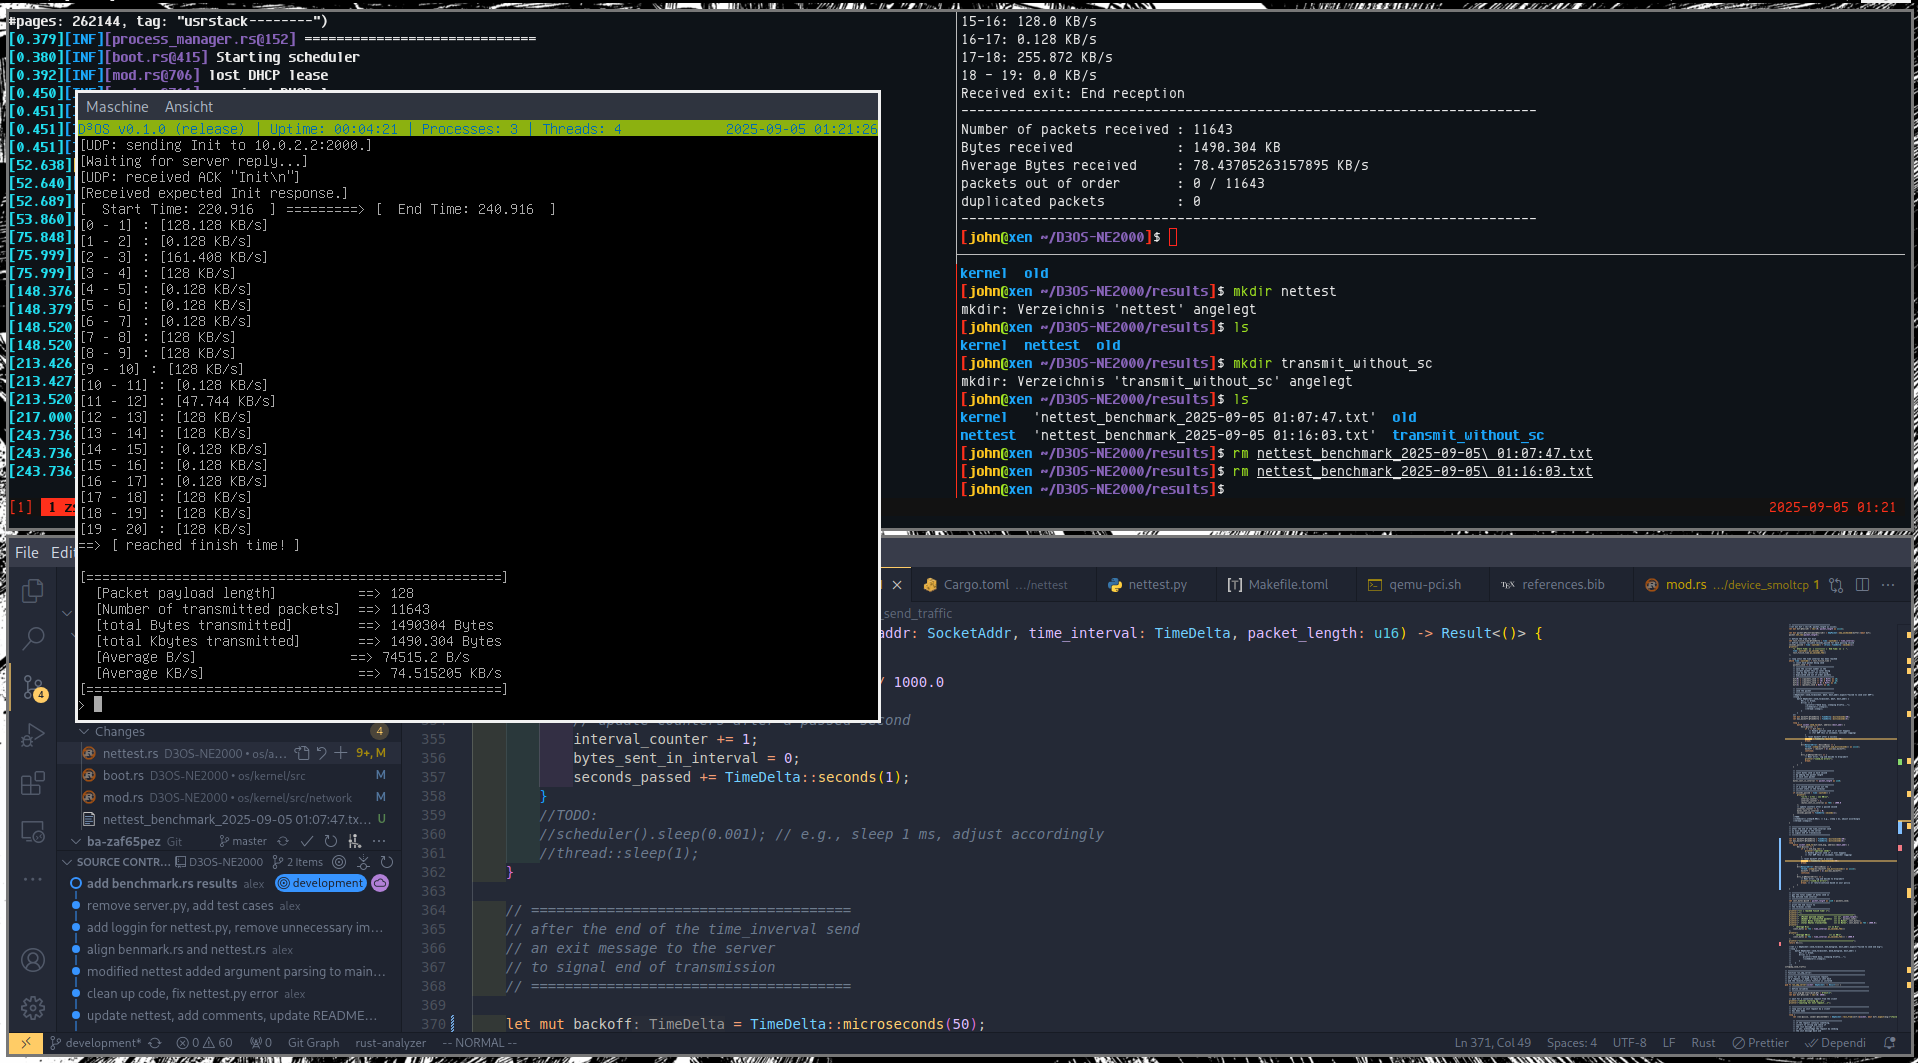 #pages: 262144, tag: "usrstack--------")
[0.379][INF][process_manager.rs@152] =============================
[0.380][INF][boot.rs@415] Starting scheduler
[0.392][INF][mod.rs@706] lost DHCP lease
[0.450]
[0.451]
[0.451]
[0.451]
[52.638]
[52.640]
[52.689]
[53.860]
[75.848]
[75.999]
[75.999]
[148.376]
[148.379]
[148.520]
[148.520]
[213.426]
[213.427]
[213.520]
[217.000]
[243.736]
[243.736]
[243.736]
[1] 1 z
Maschine Ansicht
D³OS v0.1.0 (release) | Uptime: 00:04:21 | Processes: 3 | Threads: 4 2025-09-05 01:21:26
[UDP: sending Init to 10.0.2.2:2000.]
[Waiting for server reply...]
[UDP: received ACK "Init\n"]
[Received expected Init response.]
[ Start Time: 220.916 ] =========> [ End Time: 240.916 ]
[0 - 1] : [128.128 KB/s]
[1 - 2] : [0.128 KB/s]
[2 - 3] : [161.408 KB/s]
[3 - 4] : [128 KB/s]
[4 - 5] : [0.128 KB/s]
[5 - 6] : [0.128 KB/s]
[6 - 7] : [0.128 KB/s]
[7 - 8] : [128 KB/s]
[8 - 9] : [128 KB/s]
[9 - 10] : [128 KB/s]
[10 - 11] : [0.128 KB/s]
[11 - 12] : [47.744 KB/s]
[12 - 13] : [128 KB/s]
[13 - 14] : [128 KB/s]
[14 - 15] : [0.128 KB/s]
[15 - 16] : [0.128 KB/s]
[16 - 17] : [0.128 KB/s]
[17 - 18] : [128 KB/s]
[18 - 19] : [128 KB/s]
[19 - 20] : [128 KB/s]
==> [ reached finish time! ]
[====================================================]
[Packet payload length] ==> 128
[Number of transmitted packets] ==> 11643
[total Bytes transmitted] ==> 1490304 Bytes
[total Kbytes transmitted] ==> 1490.304 Bytes
[Average B/s] ==> 74515.2 B/s
[Average KB/s] ==> 74.515205 KB/s
[====================================================]
>
15-16: 128.0 KB/s
16-17: 0.128 KB/s
17-18: 255.872 KB/s
18 - 19: 0.0 KB/s
Received exit: End reception
------------------------------------------------------------------------
Number of packets received : 11643
Bytes received : 1490.304 KB
Average Bytes received : 78.43705263157895 KB/s
packets out of order : 0 / 11643
duplicated packets : 0
------------------------------------------------------------------------
[john@xen ~/D3OS-NE2000]$
kernel old
[john@xen ~/D3OS-NE2000/results]$ mkdir nettest
mkdir: Verzeichnis 'nettest' angelegt
[john@xen ~/D3OS-NE2000/results]$ ls
kernel nettest old
[john@xen ~/D3OS-NE2000/results]$ mkdir transmit_without_sc
mkdir: Verzeichnis 'transmit_without_sc' angelegt
[john@xen ~/D3OS-NE2000/results]$ ls
kernel 'nettest_benchmark_2025-09-05 01:07:47.txt' old
nettest 'nettest_benchmark_2025-09-05 01:16:03.txt' transmit_without_sc
[john@xen ~/D3OS-NE2000/results]$ rm nettest_benchmark_2025-09-05\ 01:07:47.txt
[john@xen ~/D3OS-NE2000/results]$ rm nettest_benchmark_2025-09-05\ 01:16:03.txt
[john@xen ~/D3OS-NE2000/results]$
2025-09-05 01:21
File Edi
Cargo.toml .../nettest nettest.py Makefile.toml qemu-pci.sh references.bib mod.rs .../device_smoltcp 1
_send_traffic
addr: SocketAddr, time_interval: TimeDelta, packet_length: u16) -> Result<()> {
/ 1000.0
// update counters after a passed second
355 interval_counter += 1;
356 bytes_sent_in_interval = 0;
357 seconds_passed += TimeDelta::seconds(1);
358 }
359 //TODO:
360 //scheduler().sleep(0.001); // e.g., sleep 1 ms, adjust accordingly
361 //thread::sleep(1);
362 }
363
364 // ======================================
365 // after the end of the time_inverval send
366 // an exit message to the server
367 // to signal end of transmission
368 // ======================================
369
370 let mut backoff: TimeDelta = TimeDelta::microseconds(50);
4
Changes 4
nettest.rs D3OS-NE2000 • os/a... 9+, M
boot.rs D3OS-NE2000 • os/kernel/src M
mod.rs D3OS-NE2000 • os/kernel/src/network M
nettest_benchmark_2025-09-05 01:07:47.tx... U
ba-zaf65pez Git master
SOURCE CONTR... D3OS-NE2000 2 Items
add benchmark.rs results alex development
remove server.py, add test cases alex
add loggin for nettest.py, remove unnecessary im...
align benmark.rs and nettest.rs alex
modified nettest added argument parsing to main...
clean up code, fix nettest.py error alex
update nettest, add comments, update README...
development* 0 60 0 Git Graph rust-analyzer -- NORMAL -- Ln 371, Col 49 Spaces: 4 UTF-8 LF Rust Prettier Dependi